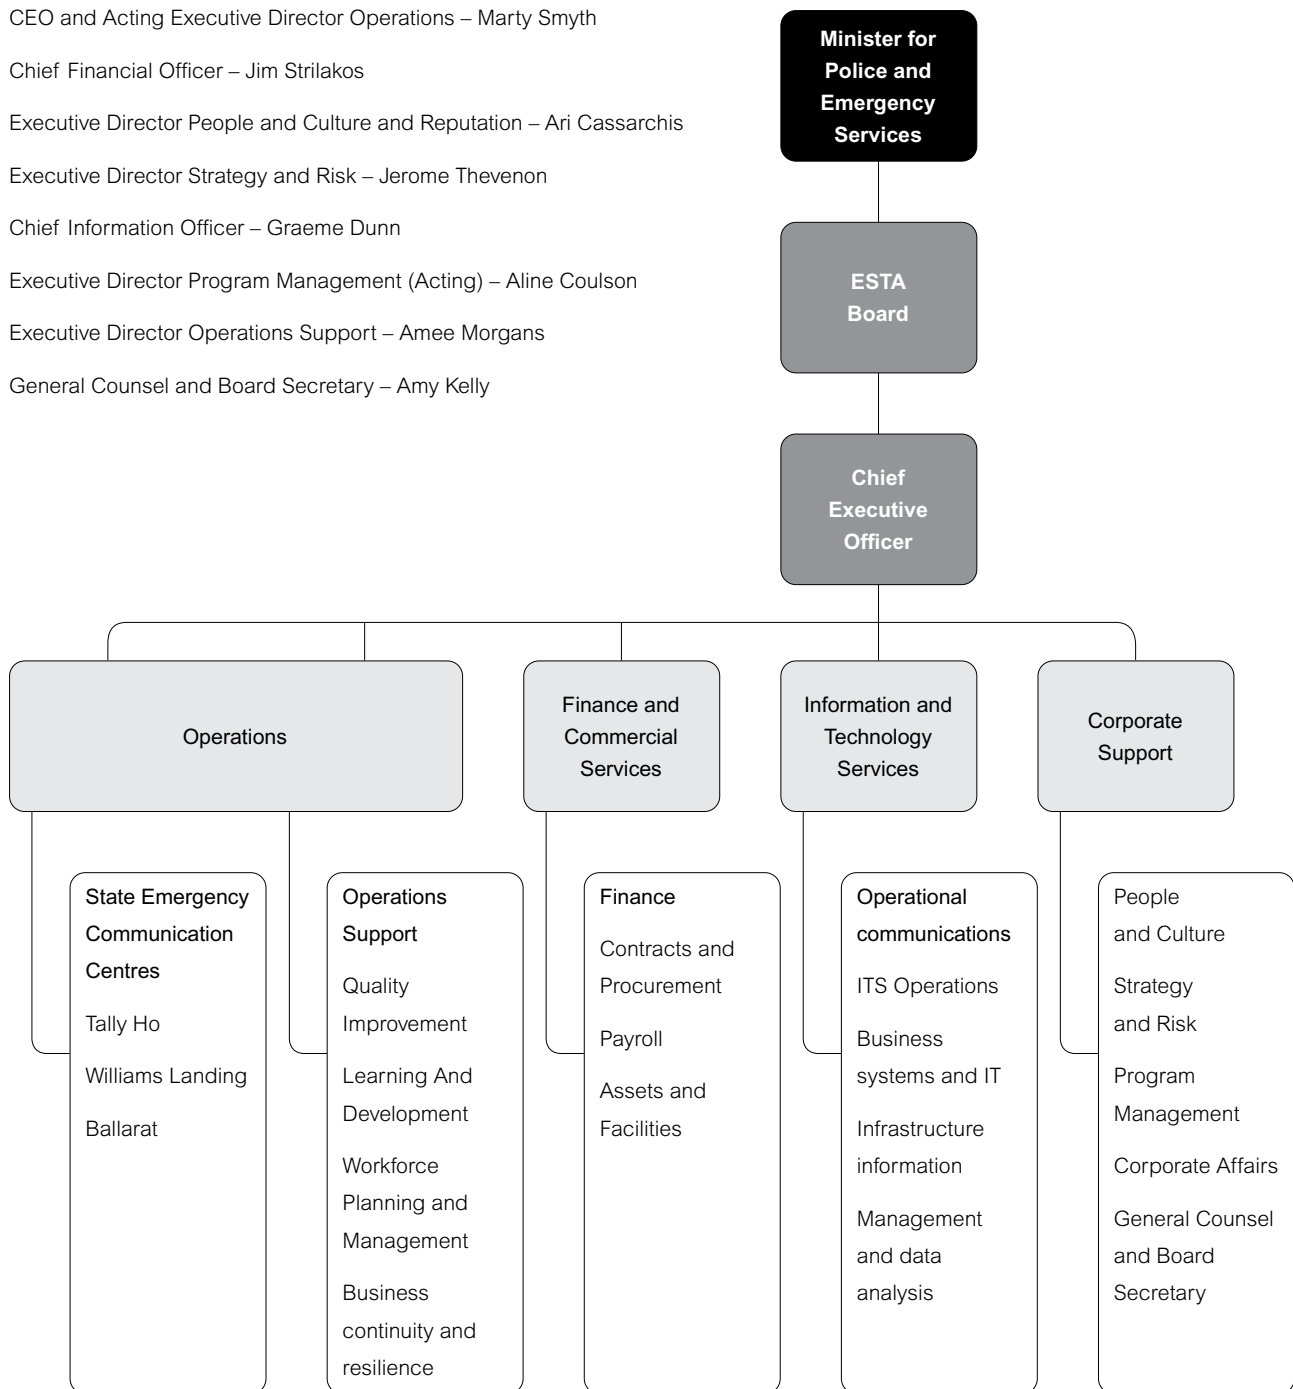 CEO and Acting Executive Director Operations – Marty Smyth
Chief Financial Officer – Jim Strilakos
Executive Director People and Culture and Reputation – Ari Cassarchis
Executive Director Strategy and Risk – Jerome Thevenon
Chief Information Officer – Graeme Dunn
Executive Director Program Management (Acting) – Aline Coulson
Executive Director Operations Support – Amee Morgans
General Counsel and Board Secretary – Amy Kelly
Minister for
Police and
Emergency
Services
ESTA
Board
Chief
Executive
Officer
Operations
Finance and
Commercial
Services
Information and
Technology
Services
Corporate
Support
State Emergency
Communication
Centres
Tally Ho
Williams Landing
Ballarat
Operations
Support
Quality
Improvement
Learning And
Development
Workforce
Planning and
Management
Business
continuity and
resilience
Finance
Contracts and
Procurement
Payroll
Assets and
Facilities
Operational
communications
ITS Operations
Business
systems and IT
Infrastructure
information
Management
and data
analysis
People
and Culture
Strategy
and Risk
Program
Management
Corporate Affairs
General Counsel
and Board
Secretary